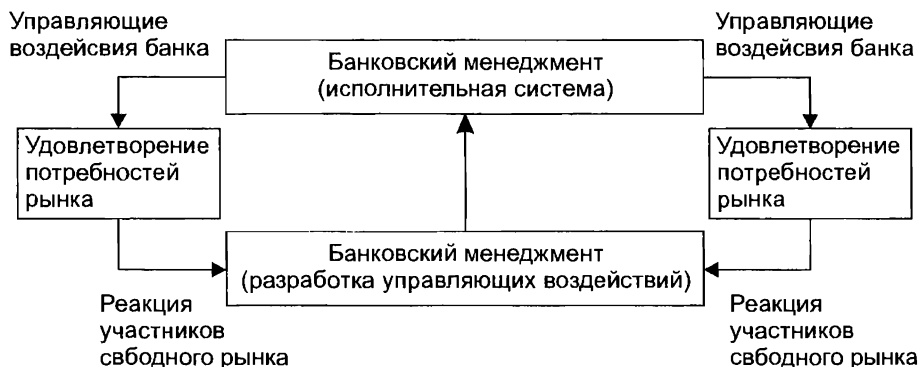 Управляющие
воздейсвия банка
Управляющие
воздейсвия банка
Банковский менеджмент
(исполнительная система)
Удовлетворение
потребностей
рынка
Удовлетворение
потребностей
рынка
Банковский менеджмент
(разработка управляющих воздействий)
Реакция
участников
свбодного рынка
Реакция
участников
свбодного рынка